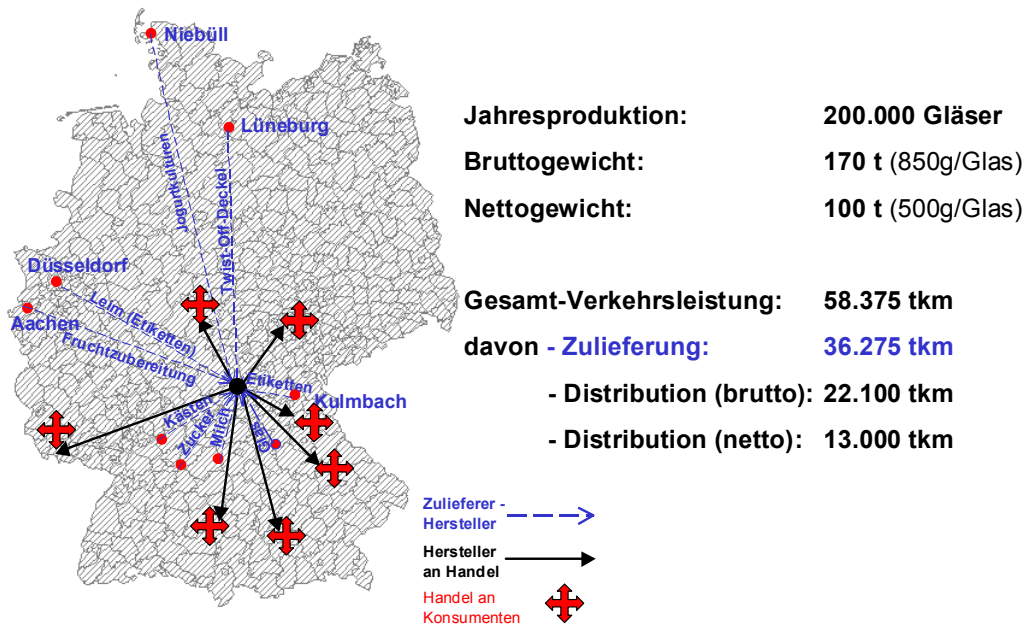 Niebüll
Lüneburg
Jogurtkulturen
Twist-Off-Deckel
Düsseldorf
Leim (Etiketten)
Aachen
Fruchtzubereitung
Etiketten
Kulmbach
Kästen
Zucker
Milch
Glas
Jahresproduktion: 200.000 Gläser
Bruttogewicht: 170 t (850g/Glas)
Nettogewicht: 100 t (500g/Glas)
Gesamt-Verkehrsleistung: 58.375 tkm
davon - Zulieferung: 36.275 tkm
- Distribution (brutto): 22.100 tkm
- Distribution (netto): 13.000 tkm
Zulieferer -
Hersteller
Hersteller
an Handel
Handel an
Konsumenten